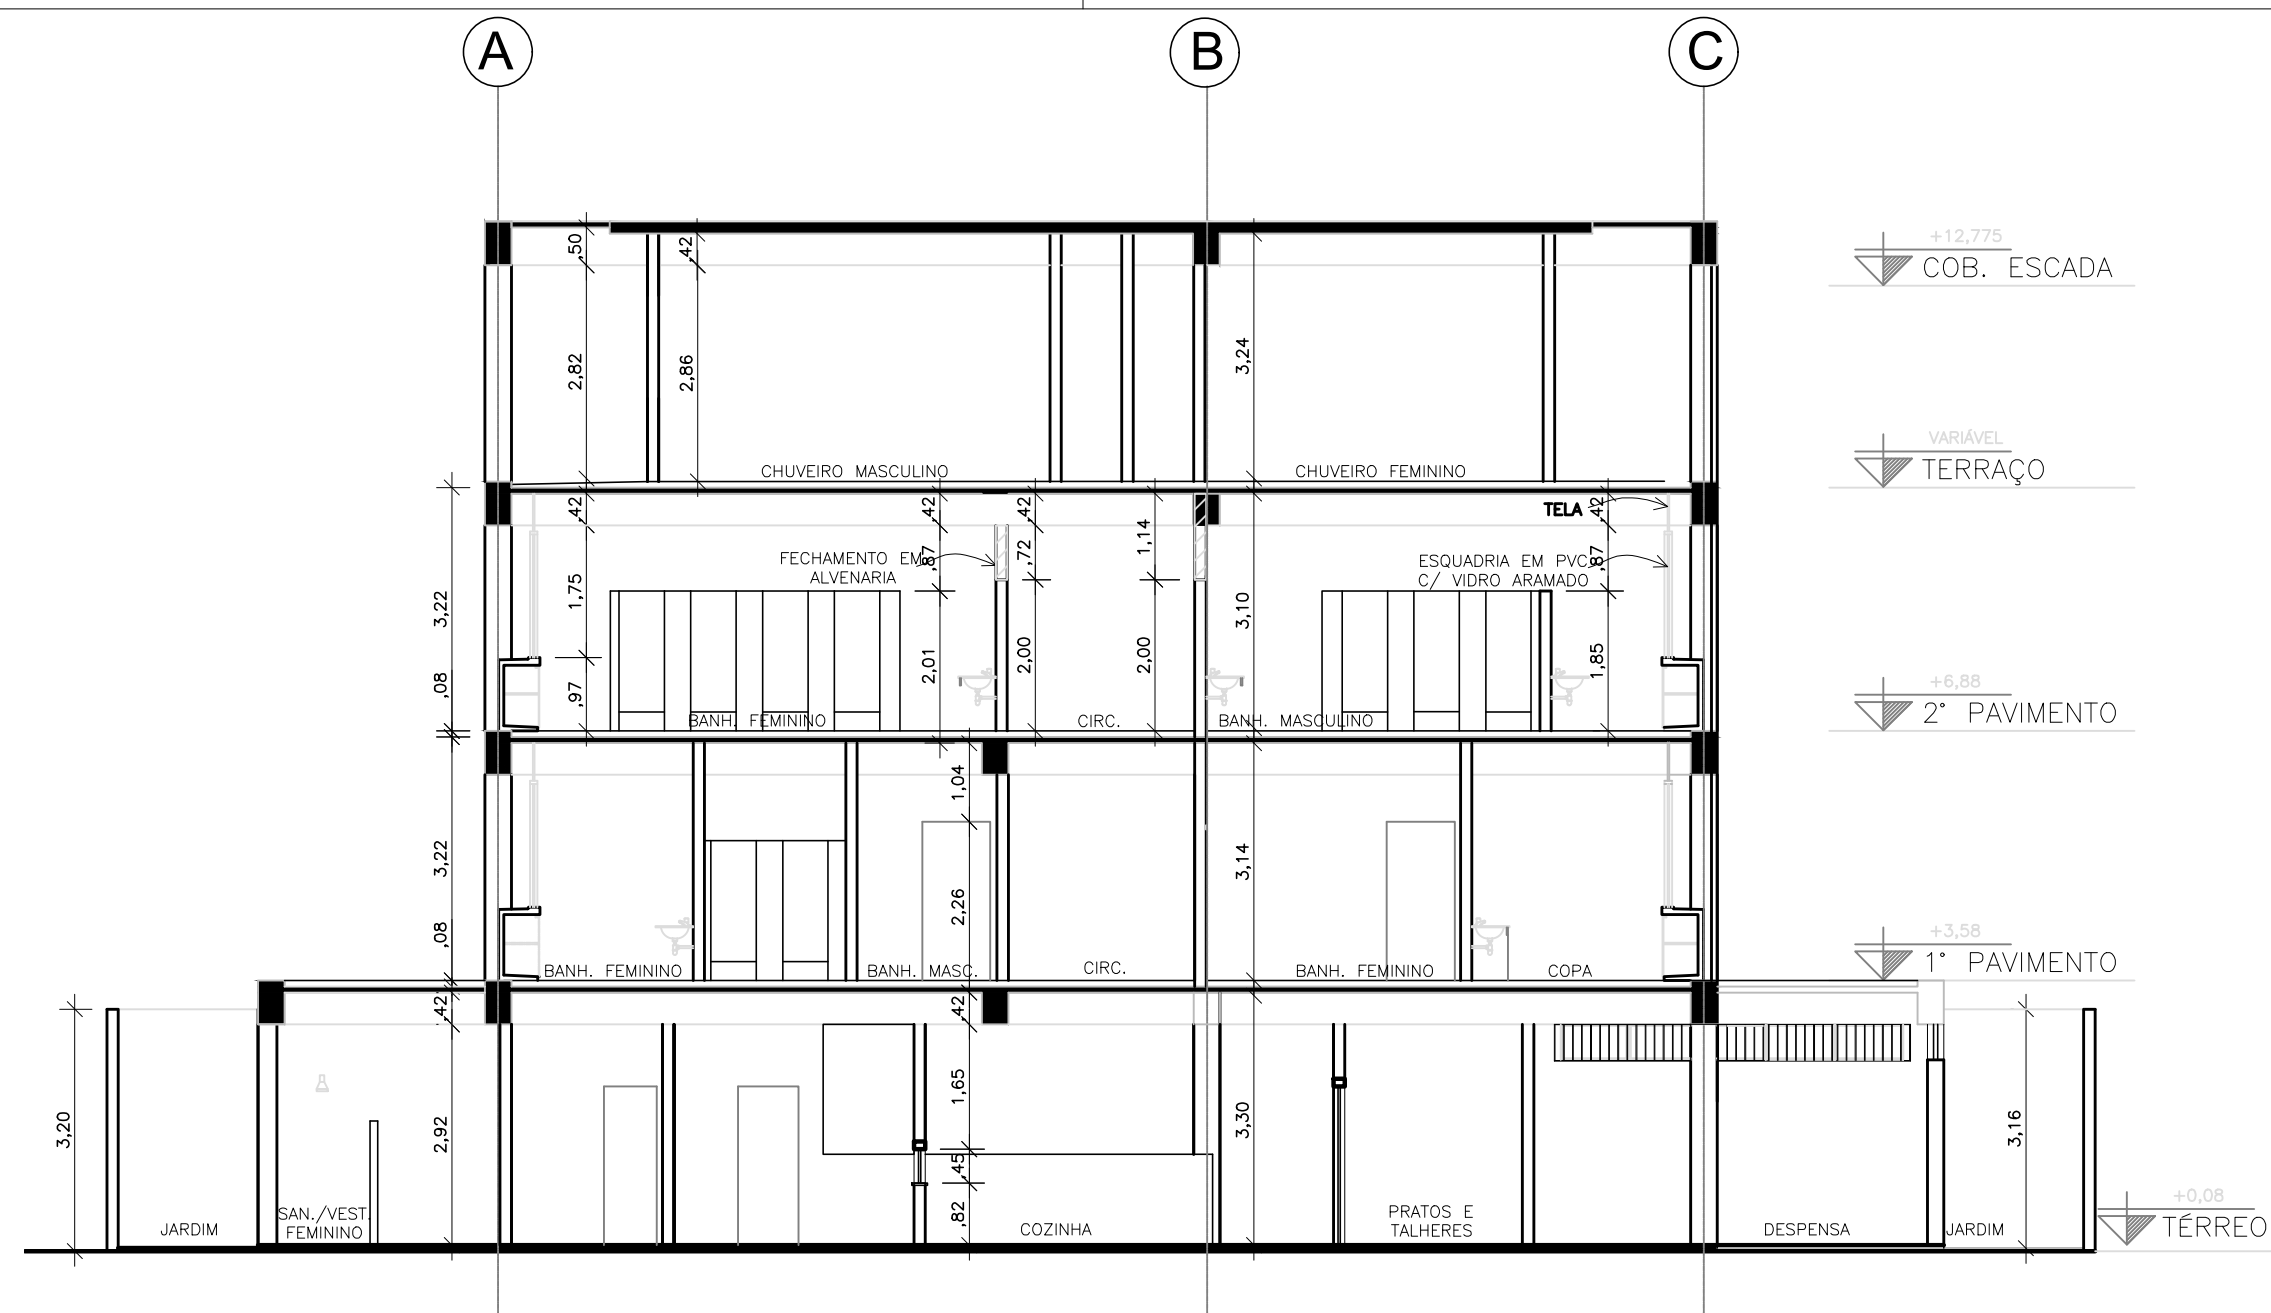 A
B
C
,50
,42
+12,775
COB. ESCADA
2,82
2,86
3,24
VARIÁVEL
TERRAÇO
CHUVEIRO MASCULINO
CHUVEIRO FEMININO
,42
,42
,42
1,14
TELA
,42
FECHAMENTO EM
ALVENARIA
,87
,72
ESQUADRIA EM PVC
C/ VIDRO ARAMADO
,87
3,22
1,75
3,10
2,01
2,00
2,00
1,85
,08
,97
+6,88
2° PAVIMENTO
BANH. FEMININO
CIRC.
BANH. MASCULINO
1,04
3,22
3,14
2,26
,08
+3,58
1° PAVIMENTO
BANH. FEMININO
BANH. MASC.
CIRC.
BANH. FEMININO
COPA
,42
,42
1,65
3,20
2,92
3,30
3,16
,45
,82
+0,08
TÉRREO
JARDIM
SAN./VEST.
FEMININO
COZINHA
PRATOS E
TALHERES
DESPENSA
JARDIM